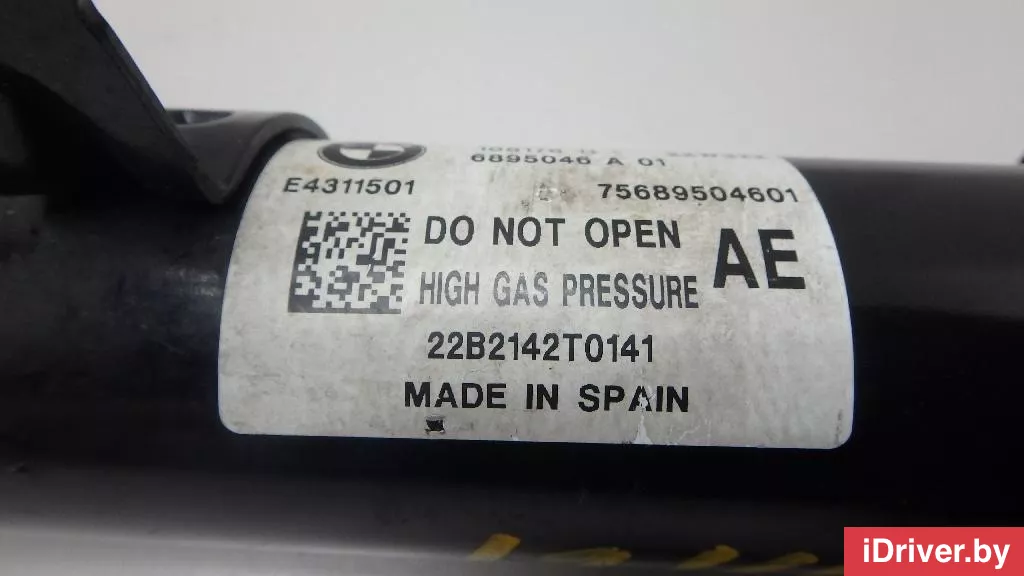 6895046 A 01
E4311501
75689504601
DO NOT OPEN
AE
HIGH GAS PRESSURE
22B2142T0141
MADE IN SPAIN
iDriver.by